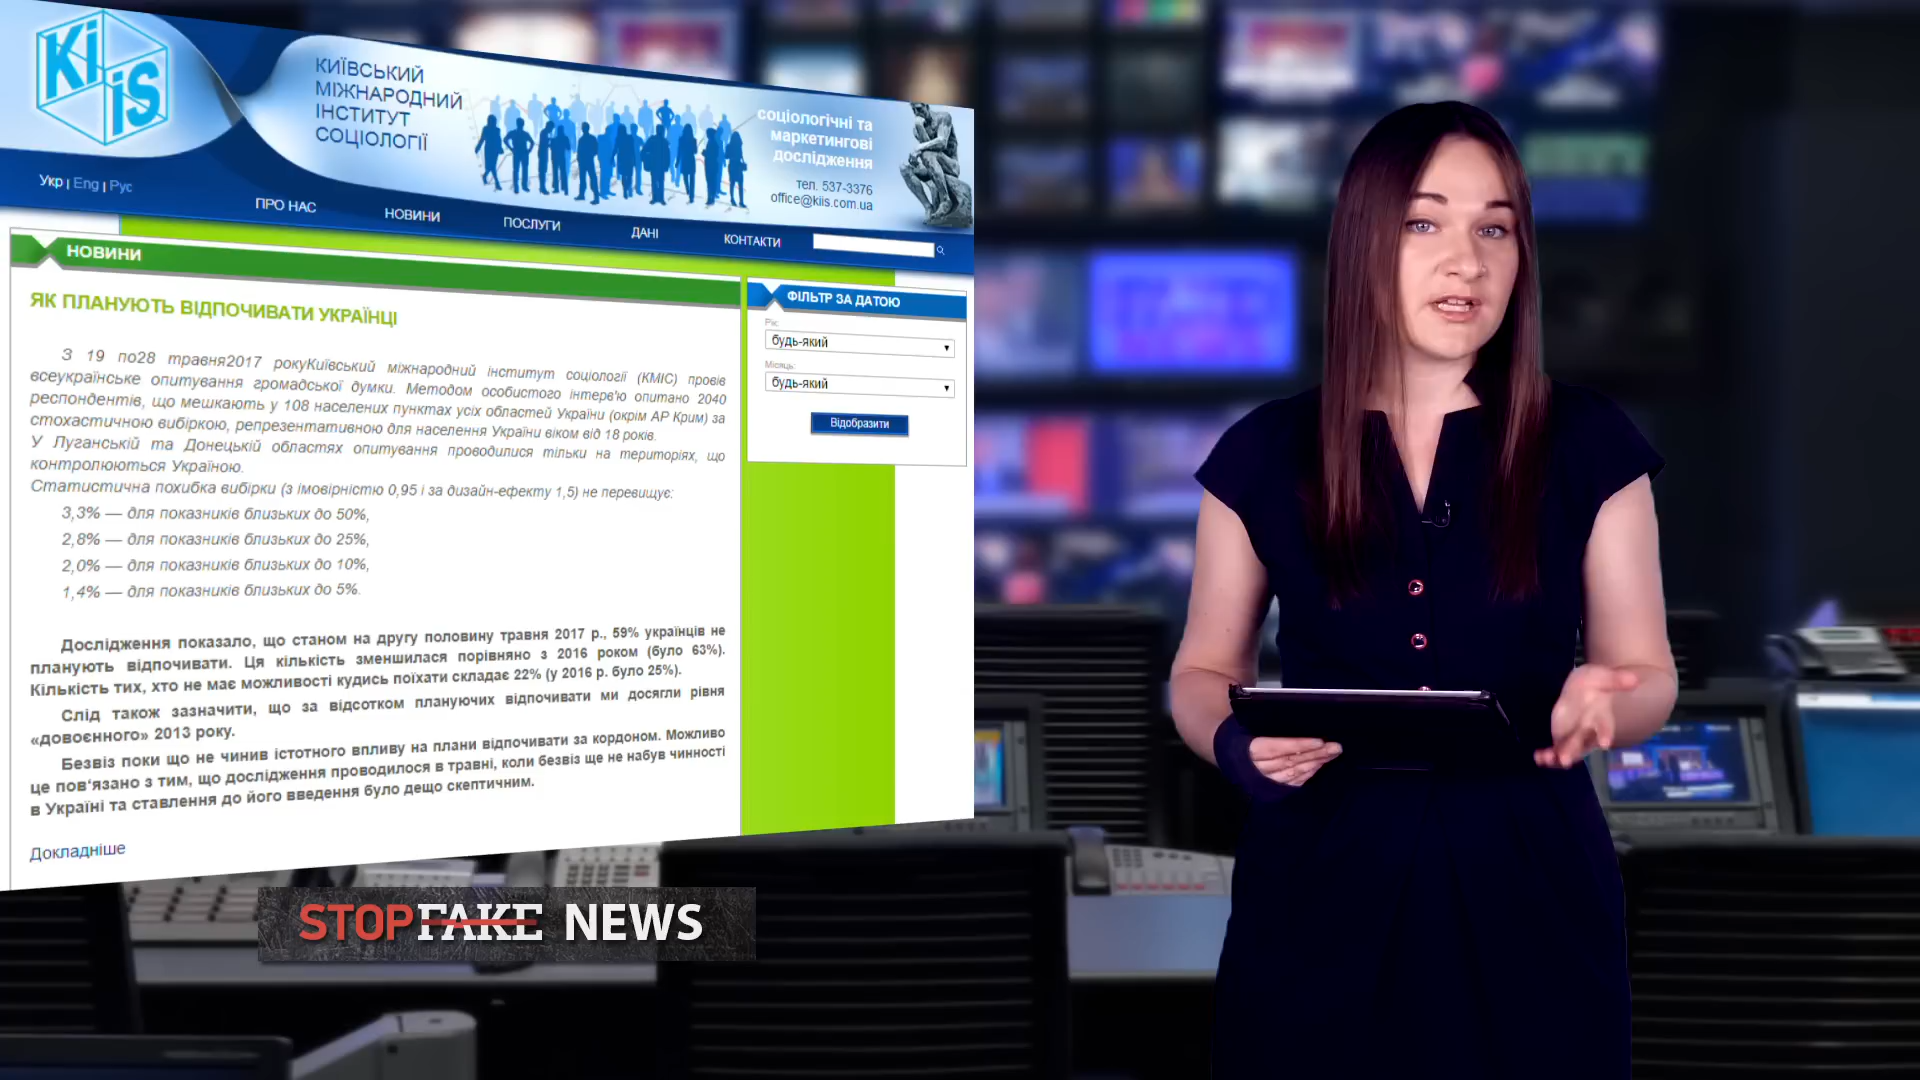 Ki
iS
КИЇВСЬКИЙ
МІЖНАРОДНИЙ
ІНСТИТУТ
СОЦІОЛОГІЇ
соціологічні та
маркетингові
дослідження
тел. 537-3376
office@kiis.com.ua
Укр | Eng | Рус
ПРО НАС НОВИНИ ПОСЛУГИ ДАНІ КОНТАКТИ
НОВИНИ
ЯК ПЛАНУЮТЬ ВІДПОЧИВАТИ УКРАЇНЦІ
З 19 по28 травня2017 рокуКиївський міжнародний інститут соціології (КМІС) провів
всеукраїнське опитування громадської думки. Методом особистого інтерв'ю опитано 2040
респондентів, що мешкають у 108 населених пунктах усіх областей України (окрім АР Крим) за
стохастичною вибіркою, репрезентативною для населення України віком від 18 років.
У Луганській та Донецькій областях опитування проводилися тільки на територіях, що
контролюються Україною.
Статистична похибка вибірки (з імовірністю 0,95 і за дизайн-ефекту 1,5) не перевищує:
3,3% — для показників близьких до 50%,
2,8% — для показників близьких до 25%,
2,0% — для показників близьких до 10%,
1,4% — для показників близьких до 5%.
Дослідження показало, що станом на другу половину травня 2017 р., 59% українців не
планують відпочивати. Ця кількість зменшилася порівняно з 2016 роком (було 63%).
Кількість тих, хто не має можливості кудись поїхати складає 22% (у 2016 р. було 25%).
Слід також зазначити, що за відсотком плануючих відпочивати ми досягли рівня
«довоєнного» 2013 року.
Безвіз поки що не чинив істотного впливу на плани відпочивати за кордоном. Можливо
це пов'язано з тим, що дослідження проводилося в травні, коли безвіз ще не набув чинності
в Україні та ставлення до його введення було дещо скептичним.
Докладніше
ФІЛЬТР ЗА ДАТОЮ
Рік:
будь-який
Місяць:
будь-який
Відобразити
STOPFAKE NEWS